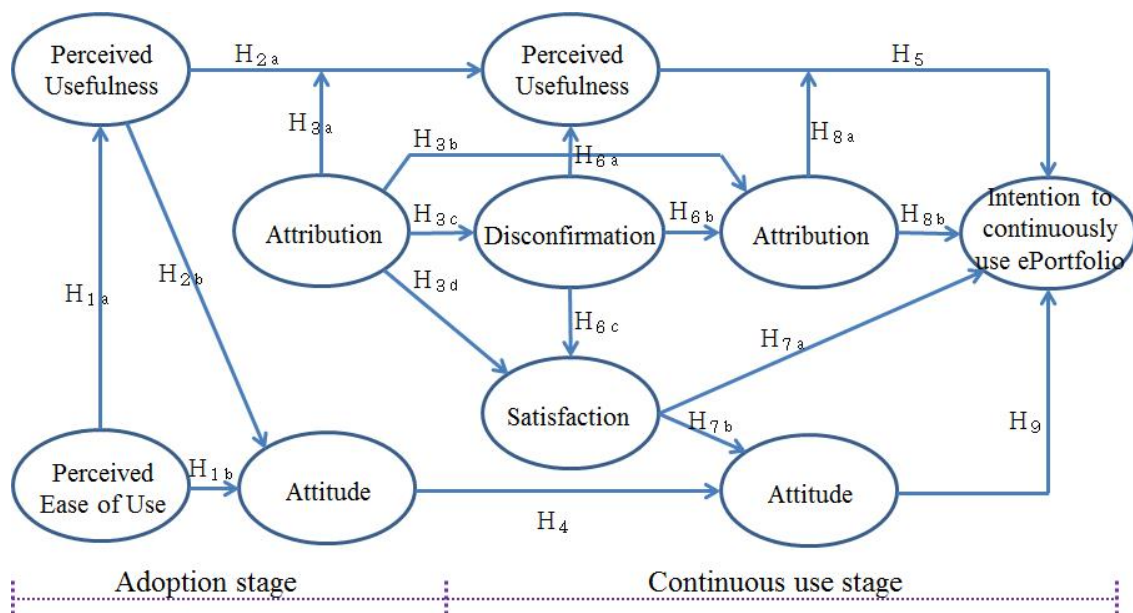 Perceived
Usefulness
H2a
Perceived
Usefulness
H5
H3a
H3b
H6a
H8a
Attribution
H3c
Disconfirmation
H6b
Attribution
H8b
Intention to
continuously
use ePortfolio
H1a
H2b
H3d
H6c
H7a
Satisfaction
H7b
H9
Perceived
Ease of Use
H1b
Attitude
H4
Attitude
Adoption stage
Continuous use stage